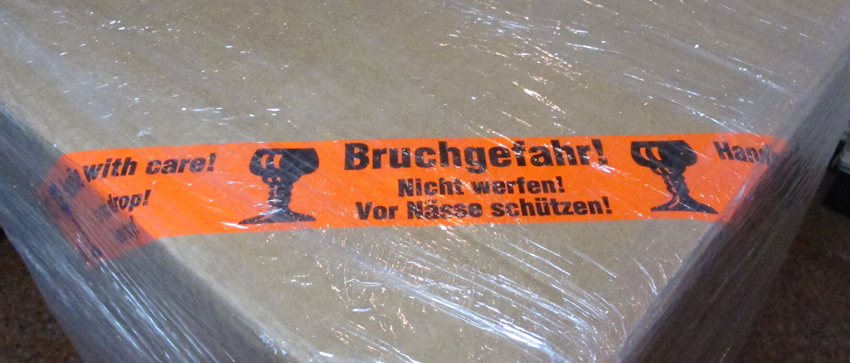 with care!
drop!
Bruchgefahr!
Nicht werfen!
Vor Nässe schützen!